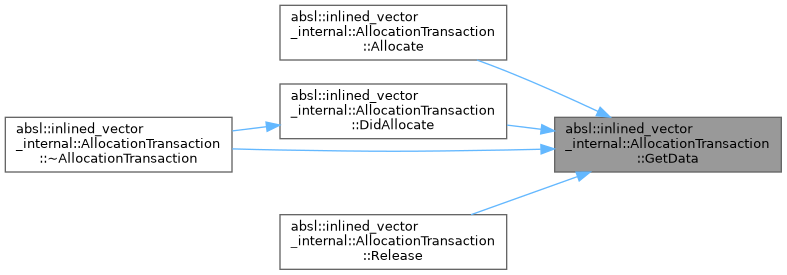 absl::inlined_vector
_internal::AllocationTransaction
::Allocate
absl::inlined_vector
_internal::AllocationTransaction
::DidAllocate
absl::inlined_vector
_internal::AllocationTransaction
::~AllocationTransaction
absl::inlined_vector
_internal::AllocationTransaction
::GetData
absl::inlined_vector
_internal::AllocationTransaction
::Release